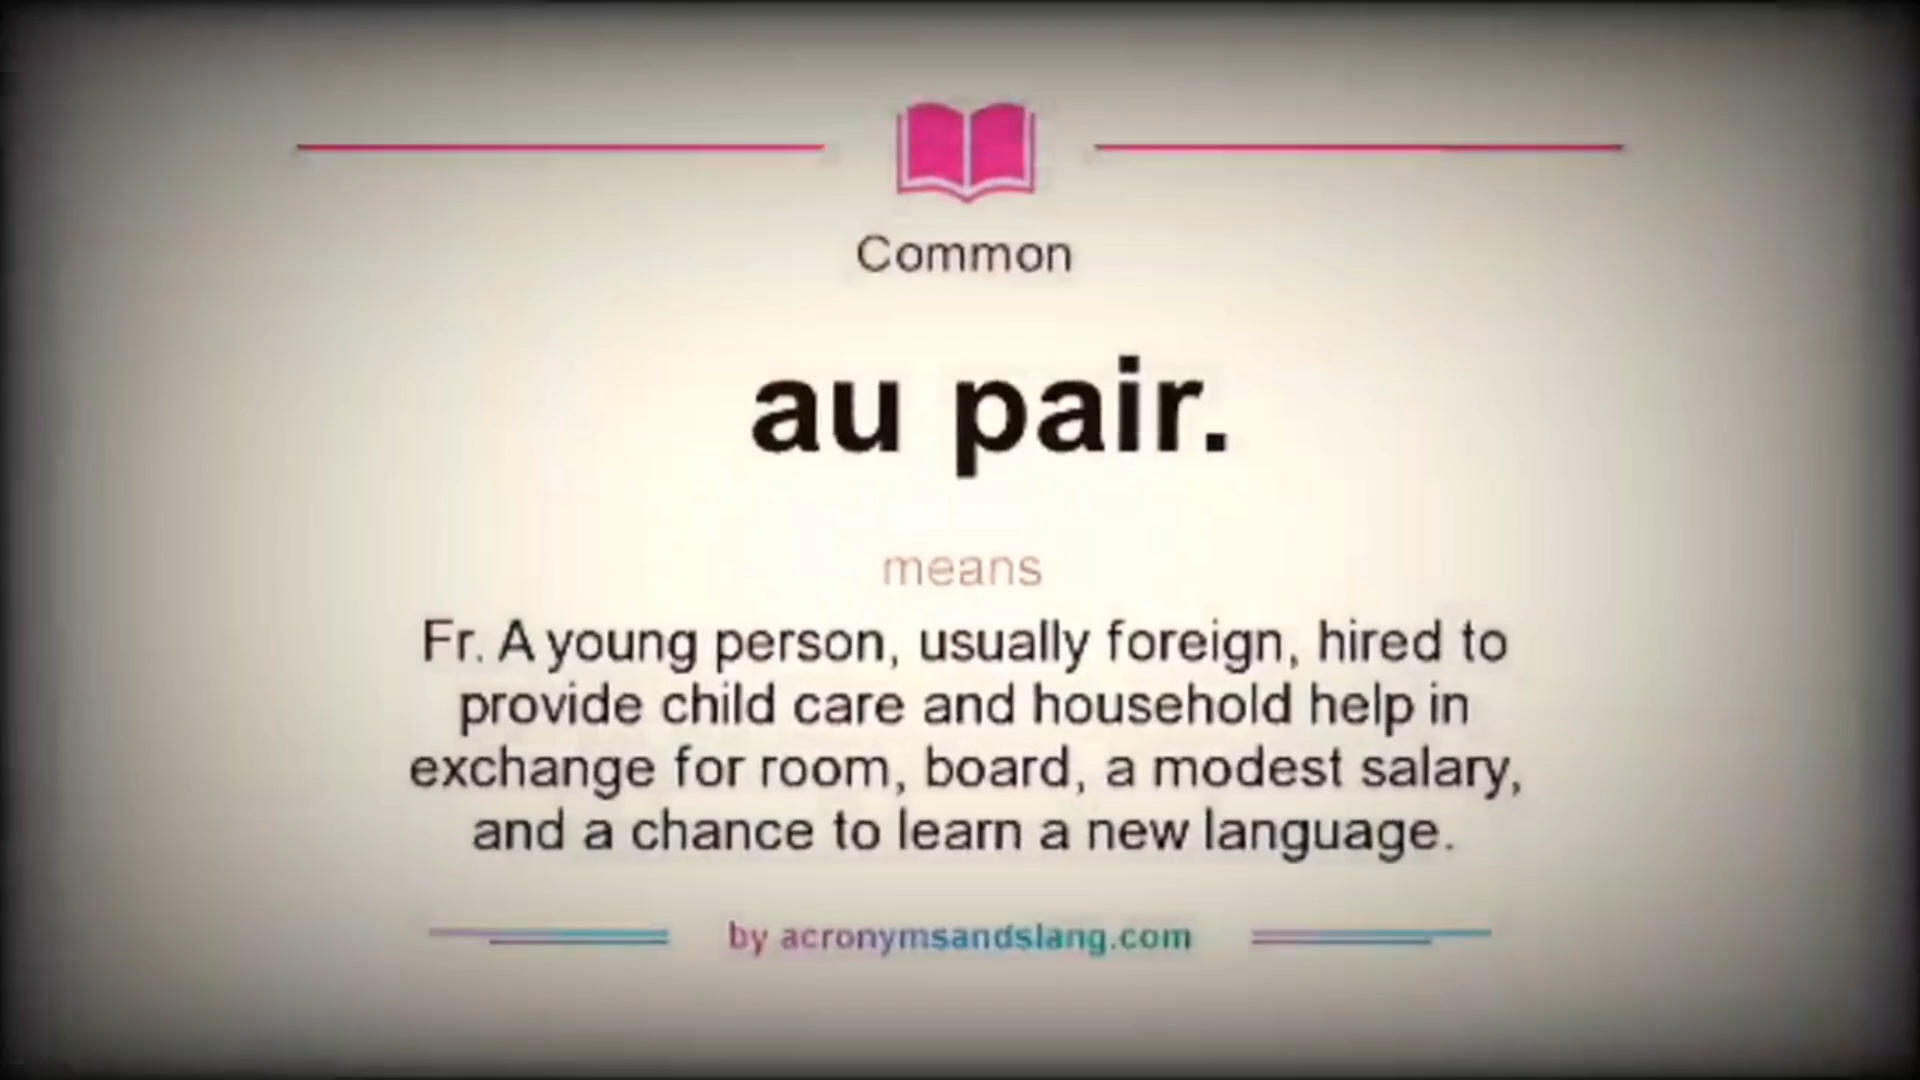 Common
au pair.
means
Fr. A young person, usually foreign, hired to
provide child care and household help in
exchange for room, board, a modest salary,
and a chance to learn a new language.
by acronymsandslang.com